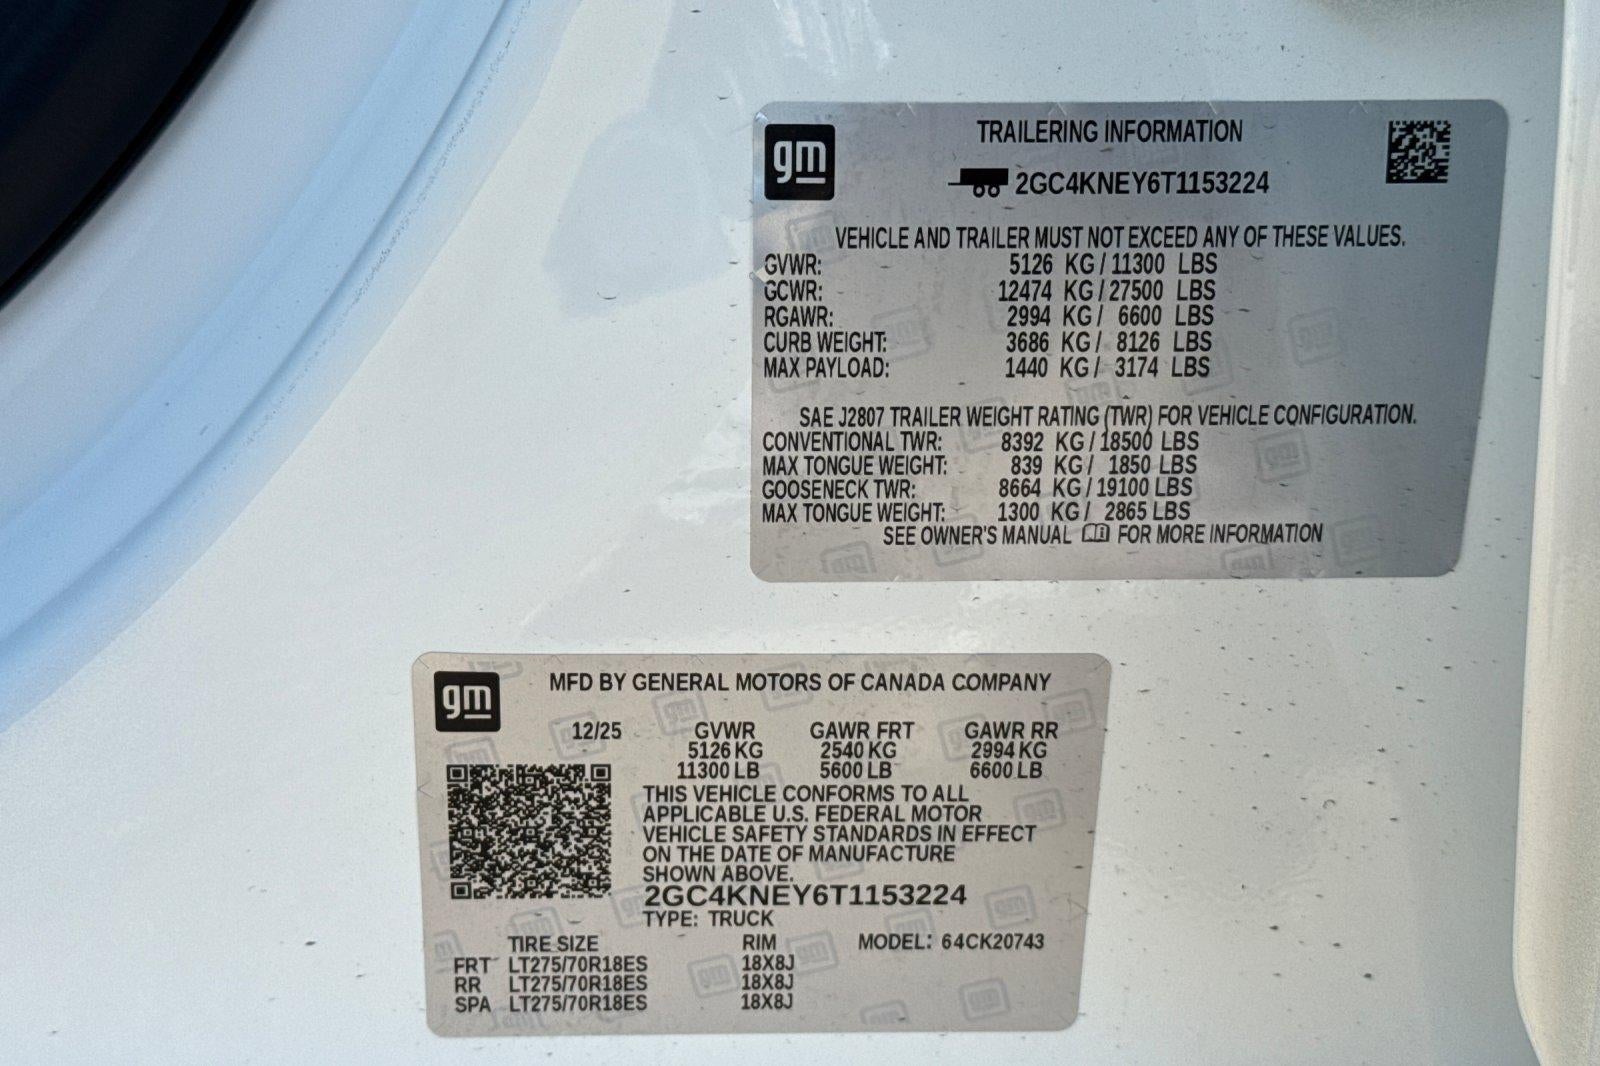 gm
TRAILERING INFORMATION
2GC4KNEY6T1153224
VEHICLE AND TRAILER MUST NOT EXCEED ANY OF THESE VALUES.
GVWR: 5126 KG / 11300 LBS
GCWR: 12474 KG / 27500 LBS
RGAWR: 2994 KG / 6600 LBS
CURB WEIGHT: 3686 KG / 8126 LBS
MAX PAYLOAD: 1440 KG / 3174 LBS
SAE J2807 TRAILER WEIGHT RATING (TWR) FOR VEHICLE CONFIGURATION.
CONVENTIONAL TWR: 8392 KG / 18500 LBS
MAX TONGUE WEIGHT: 839 KG / 1850 LBS
GOOSENECK TWR: 8664 KG / 19100 LBS
MAX TONGUE WEIGHT: 1300 KG / 2865 LBS
SEE OWNER'S MANUAL FOR MORE INFORMATION
gm
MFD BY GENERAL MOTORS OF CANADA COMPANY
12/25 GVWR GAWR FRT GAWR RR
5126 KG 2540 KG 2994 KG
11300 LB 5600 LB 6600 LB
THIS VEHICLE CONFORMS TO ALL
APPLICABLE U.S. FEDERAL MOTOR
VEHICLE SAFETY STANDARDS IN EFFECT
ON THE DATE OF MANUFACTURE
SHOWN ABOVE.
2GC4KNEY6T1153224
TYPE: TRUCK
TIRE SIZE RIM MODEL: 64CK20743
FRT LT275/70R18ES 18X8J
RR LT275/70R18ES 18X8J
SPA LT275/70R18ES 18X8J